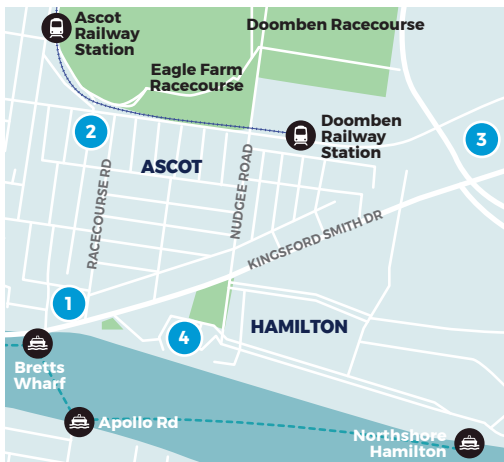 Ascot
Railway
Station
Doomben Racecourse
Eagle Farm
Racecourse
2
Doomben
Railway
Station
3
ASCOT
RACECOURSE RD
NUDGEE ROAD
KINGSFORD SMITH DR
1
4
HAMILTON
Bretts
Wharf
Apollo Rd
Northshore
Hamilton